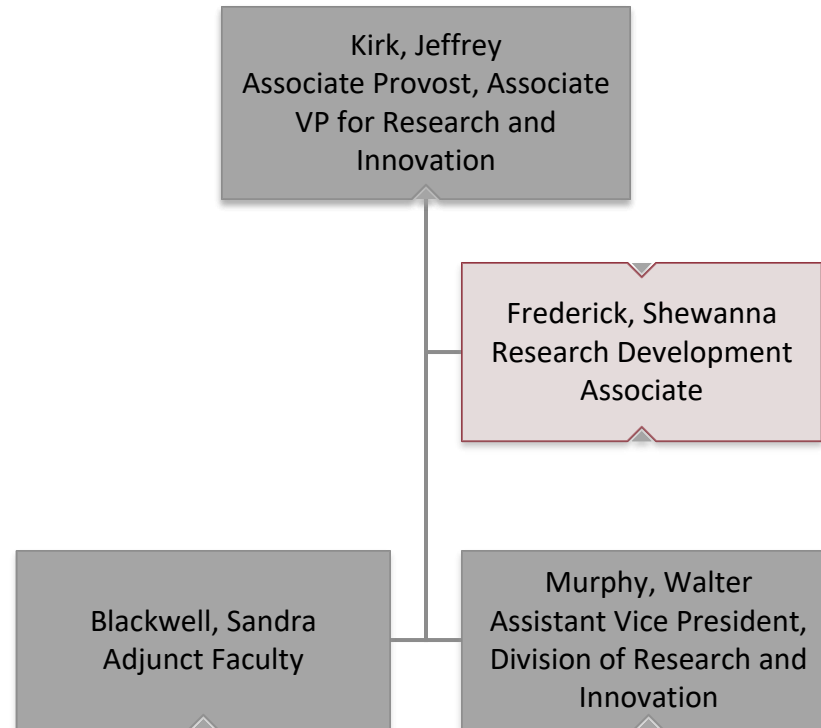 Kirk, Jeffrey
Associate Provost, Associate
VP for Research and
Innovation
Frederick, Shewanna
Research Development
Associate
Blackwell, Sandra
Adjunct Faculty
Murphy, Walter
Assistant Vice President,
Division of Research and
Innovation